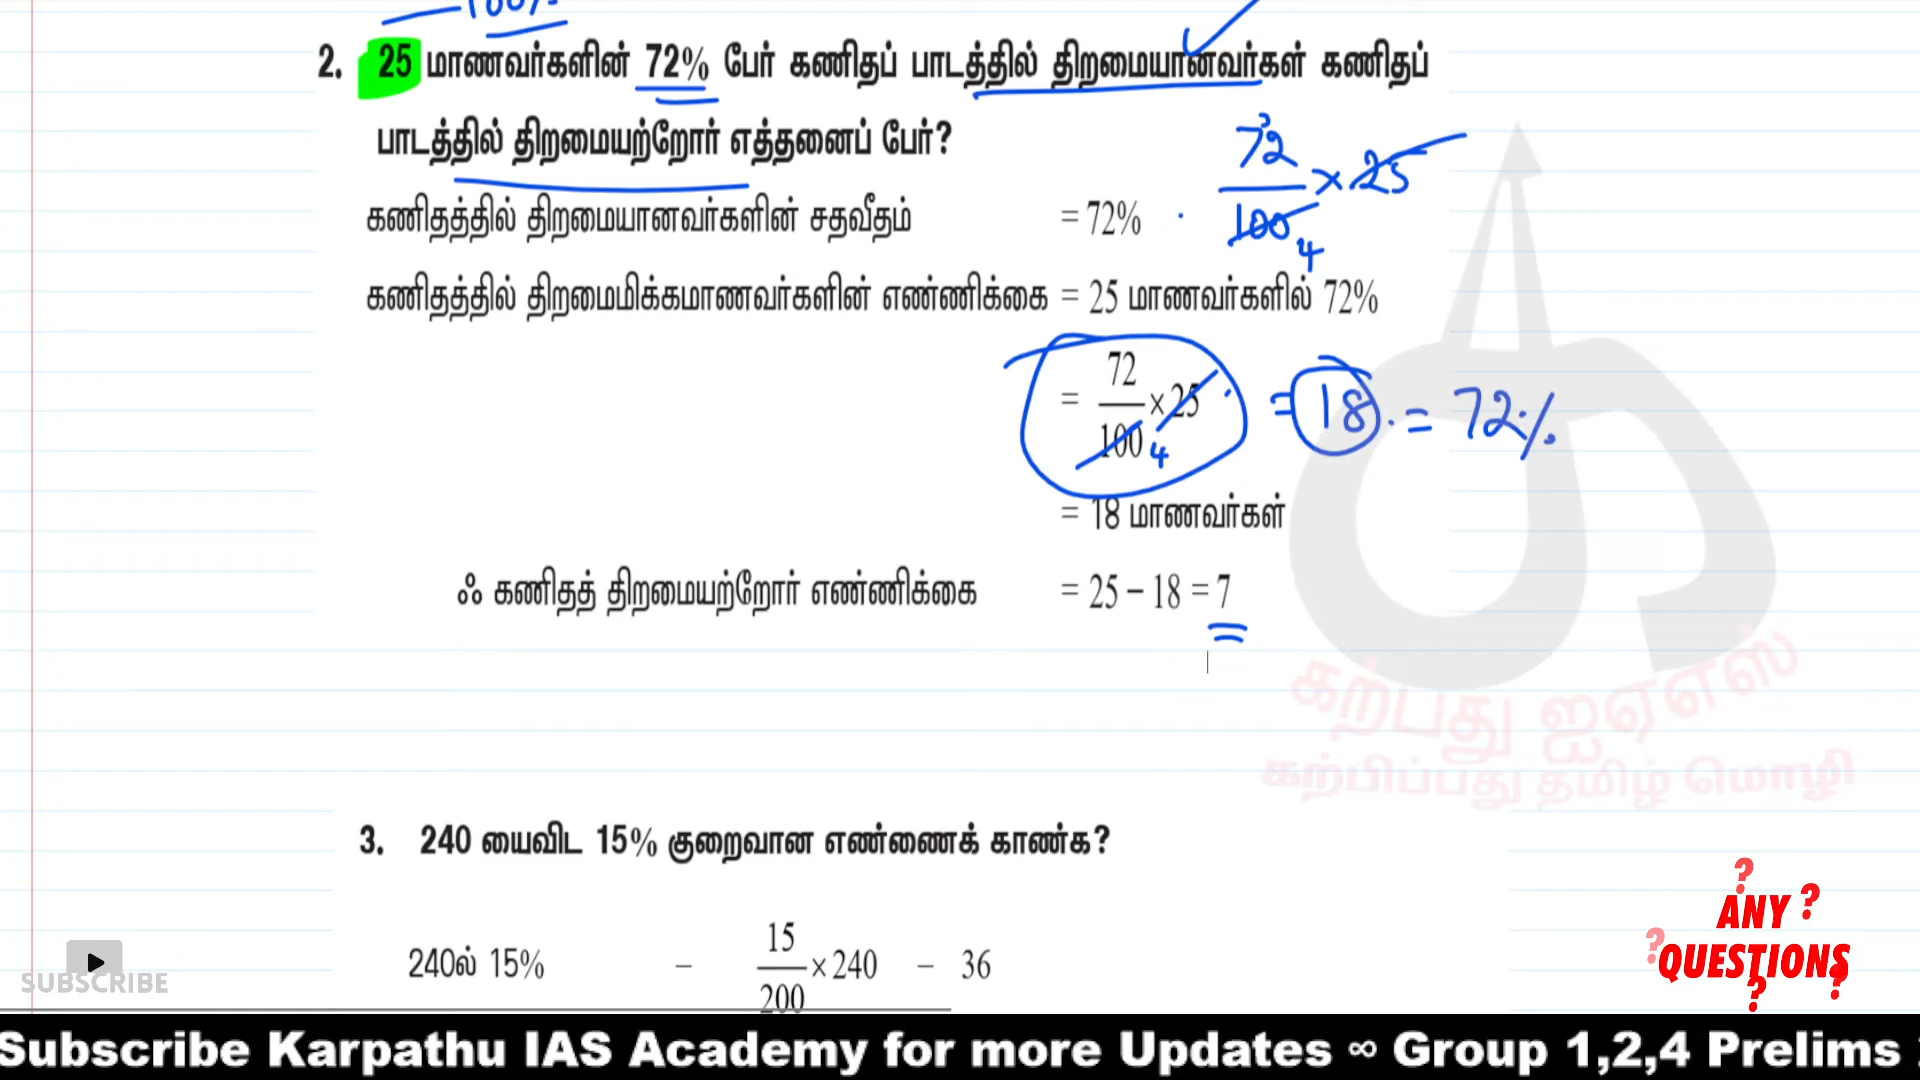 100%
2. 25 மாணவர்களின் 72% பேர் கணிதப் பாடத்தில் திறமையானவர்கள் கணிதப்
பாடத்தில் திறமையற்றோர் எத்தனைப் பேர்?
72
100 4 × 25
கணிதத்தில் திறமையானவர்களின் சதவீதம் = 72%
கணிதத்தில் திறமைமிக்கமாணவர்களின் எண்ணிக்கை = 25 மாணவர்களில் 72%
= 72/100 × 25 4 = 18 = 72%
= 18 மாணவர்கள்
ஃ கணிதத் திறமையற்றோர் எண்ணிக்கை = 25 – 18 = 7
கற்பது ஐஏஎஸ்
கற்பிப்பது தமிழ் மொழி
3. 240 யைவிட 15% குறைவான எண்ணைக் காண்க?
240ல் 15% – 15/200 × 240 – 36
SUBSCRIBE
? ANY ?
? QUESTIONS
? ?
Subscribe Karpathu IAS Academy for more Updates ∞ Group 1,2,4 Prelims